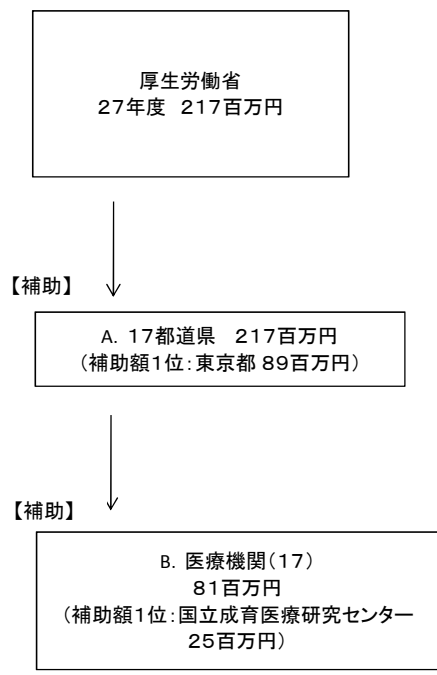 厚生労働省
27年度 217百万円
【補助】
A. 17都道県 217百万円
（補助額1位：東京都 89百万円）
【補助】
B. 医療機関（17）
81百万円
（補助額1位：国立成育医療研究センター
25百万円）